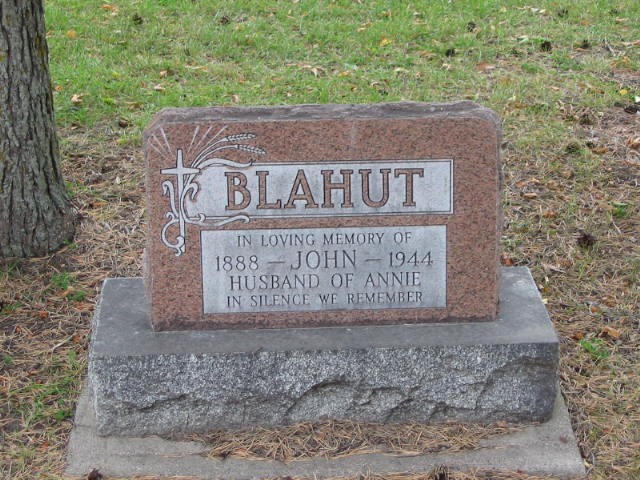 BLAHUT
IN LOVING MEMORY OF
1888 — JOHN — 1944
HUSBAND OF ANNIE
IN SILENCE WE REMEMBER